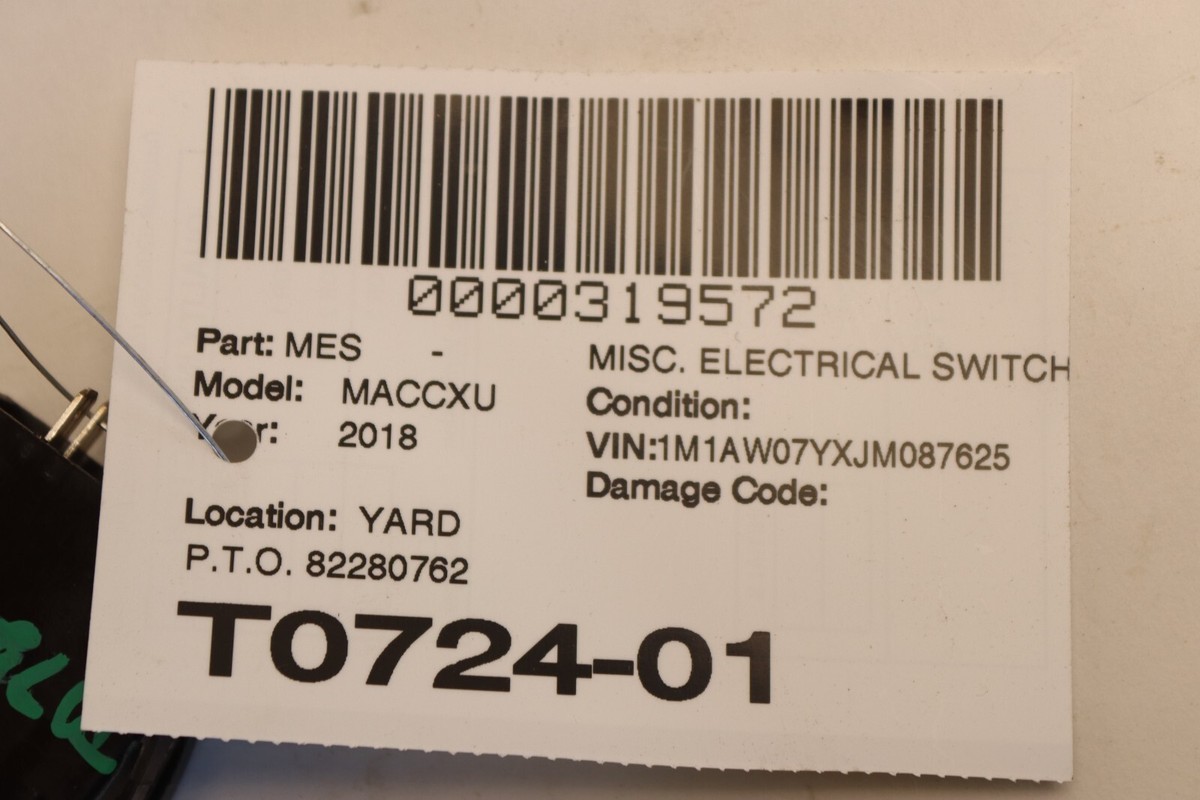 0000319572
Part: MES - MISC. ELECTRICAL SWITCH
Model: MACCXU Condition:
Year: 2018 VIN:1M1AW07YXJM087625
Damage Code:
Location: YARD
P.T.O. 82280762
T0724-01